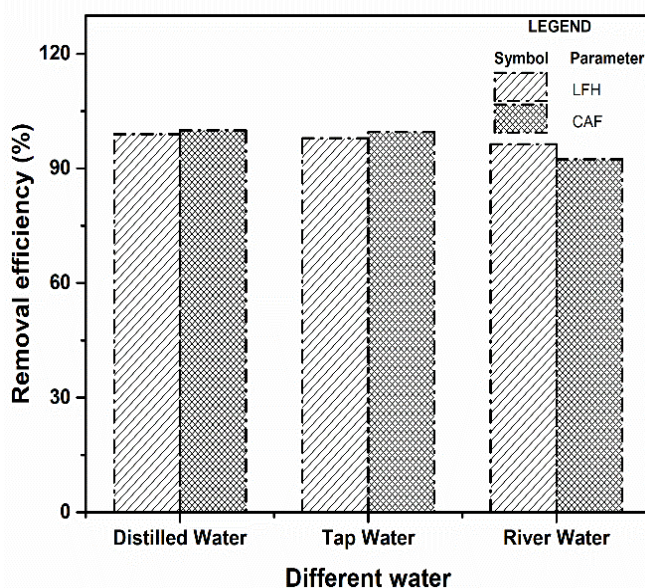 LEGEND
Symbol Parameter
LFH
CAF
Removal efficiency (%)
120
90
60
30
0
Distilled Water Tap Water River Water
Different water